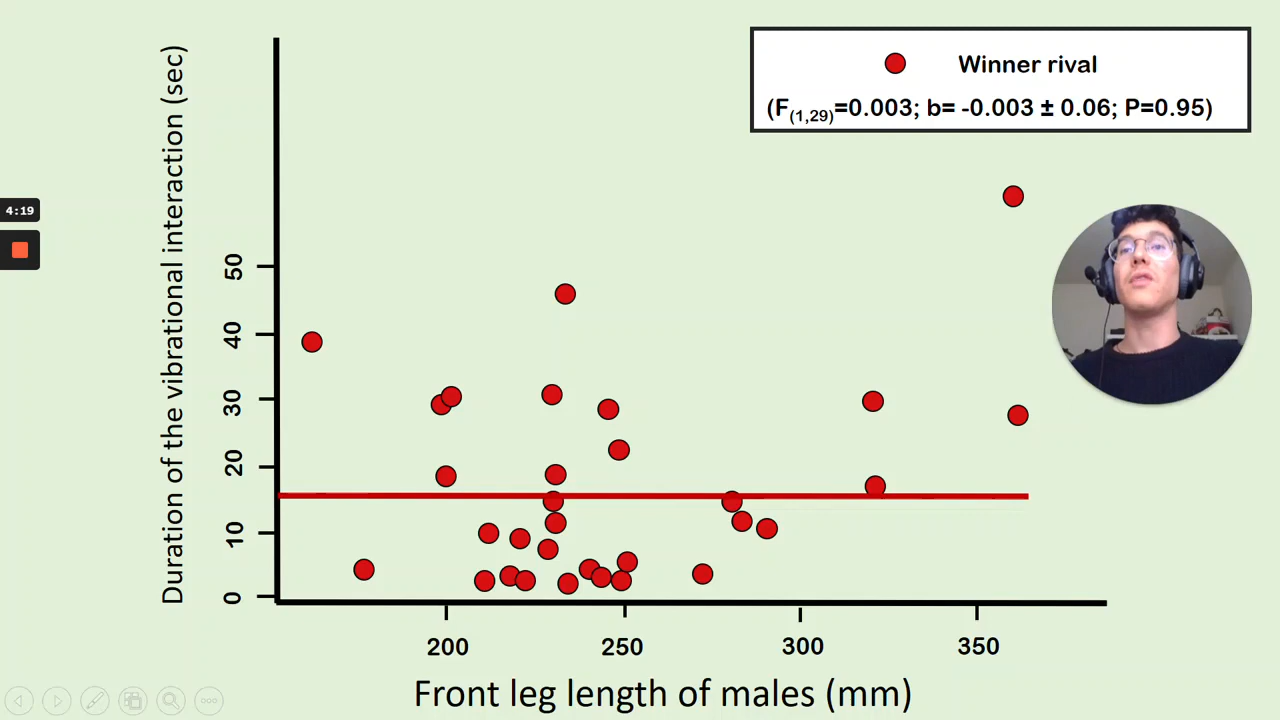 Winner rival
(F(1,29)=0.003; b= -0.003 ± 0.06; P=0.95)
4:19
Duration of the vibrational interaction (sec)
50
40
30
20
10
0
200 250 300 350
Front leg length of males (mm)